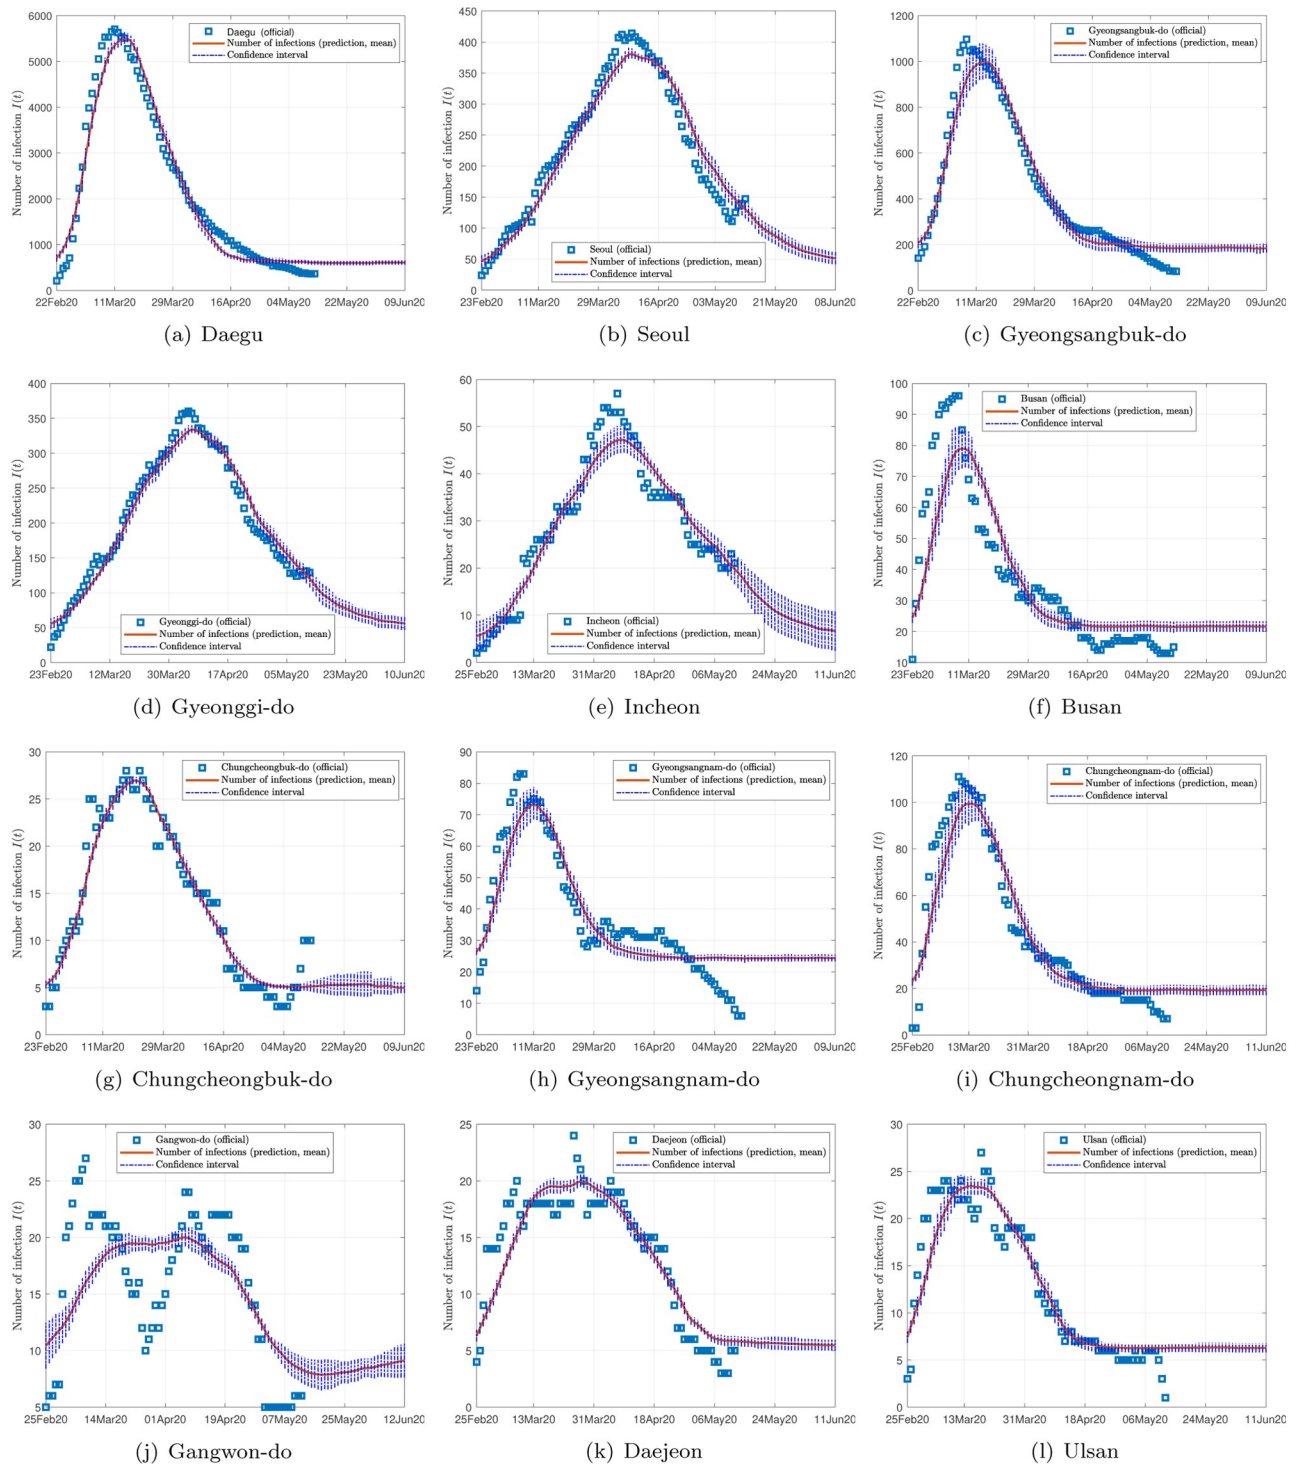 6000
5000
4000
3000
2000
1000
0
Number of infection I(t)
Daegu (official)
Number of infections (prediction, mean)
Confidence interval
22Feb20 11Mar20 29Mar20 16Apr20 04May20 22May20 09Jun20
(a) Daegu
450
400
350
300
250
200
150
100
50
0
Number of infection I(t)
Seoul (official)
Number of infections (prediction, mean)
Confidence interval
23Feb20 11Mar20 29Mar20 16Apr20 03May20 21May20 08Jun20
(b) Seoul
1200
1000
800
600
400
200
0
Number of infection I(t)
Gyeongsangbuk-do (official)
Number of infections (prediction, mean)
Confidence interval
22Feb20 11Mar20 29Mar20 16Apr20 04May20 22May20 09Jun20
(c) Gyeongsangbuk-do
400
350
300
250
200
150
100
50
0
Number of infection I(t)
Gyeonggi-do (official)
Number of infections (prediction, mean)
Confidence interval
23Feb20 12Mar20 30Mar20 17Apr20 05May20 23May20 10Jun20
(d) Gyeonggi-do
60
50
40
30
20
10
0
Number of infection I(t)
Incheon (official)
Number of infections (prediction, mean)
Confidence interval
25Feb20 13Mar20 31Mar20 18Apr20 06May20 24May20 11Jun20
(e) Incheon
100
90
80
70
60
50
40
30
20
10
Number of infection I(t)
Busan (official)
Number of infections (prediction, mean)
Confidence interval
23Feb20 11Mar20 29Mar20 16Apr20 04May20 22May20 09Jun20
(f) Busan
30
25
20
15
10
5
0
Number of infection I(t)
Chungcheongbuk-do (official)
Number of infections (prediction, mean)
Confidence interval
23Feb20 11Mar20 29Mar20 16Apr20 04May20 22May20 09Jun20
(g) Chungcheongbuk-do
90
80
70
60
50
40
30
20
10
0
Number of infection I(t)
Gyeongsangnam-do (official)
Number of infections (prediction, mean)
Confidence interval
23Feb20 11Mar20 29Mar20 16Apr20 04May20 22May20 09Jun20
(h) Gyeongsangnam-do
120
100
80
60
40
20
0
Number of infection I(t)
Chungcheongnam-do (official)
Number of infections (prediction, mean)
Confidence interval
25Feb20 13Mar20 31Mar20 18Apr20 06May20 24May20 11Jun20
(i) Chungcheongnam-do
30
25
20
15
10
5
Number of infection I(t)
Gangwon-do (official)
Number of infections (prediction, mean)
Confidence interval
25Feb20 14Mar20 01Apr20 19Apr20 07May20 25May20 12Jun20
(j) Gangwon-do
25
20
15
10
5
0
Number of infection I(t)
Daejeon (official)
Number of infections (prediction, mean)
Confidence interval
25Feb20 13Mar20 31Mar20 18Apr20 06May20 24May20 11Jun20
(k) Daejeon
30
25
20
15
10
5
0
Number of infection I(t)
Ulsan (official)
Number of infections (prediction, mean)
Confidence interval
25Feb20 13Mar20 31Mar20 18Apr20 06May20 24May20 11Jun20
(l) Ulsan